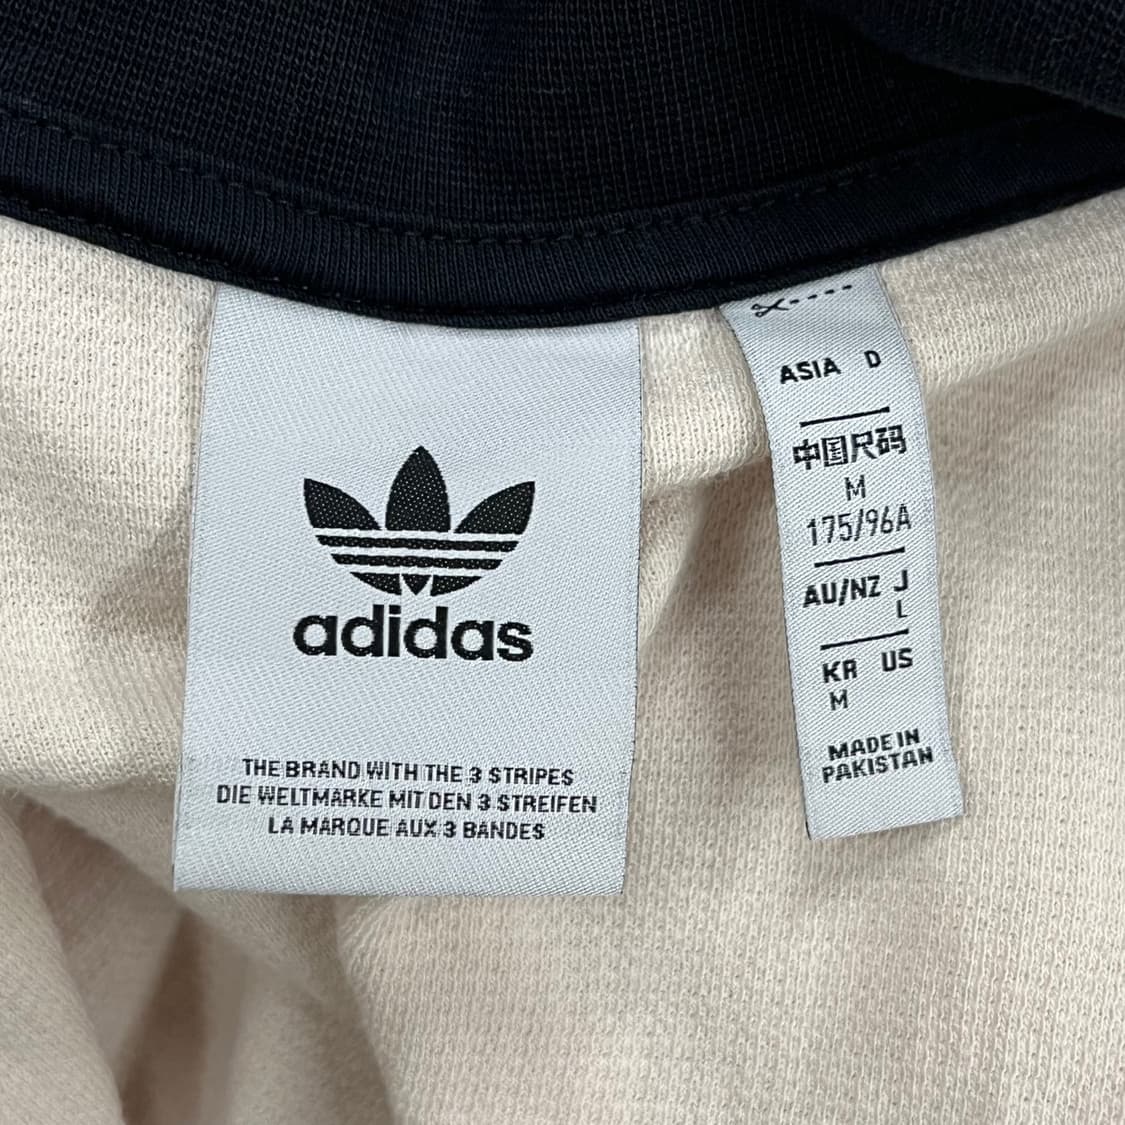 adidas
THE BRAND WITH THE 3 STRIPES
DIE WELTMARKE MIT DEN 3 STREIFEN
LA MARQUE AUX 3 BANDES
ASIA D
中国尺码
M
175/96A
AU/NZ J
L
KR US
M
MADE IN
PAKISTAN